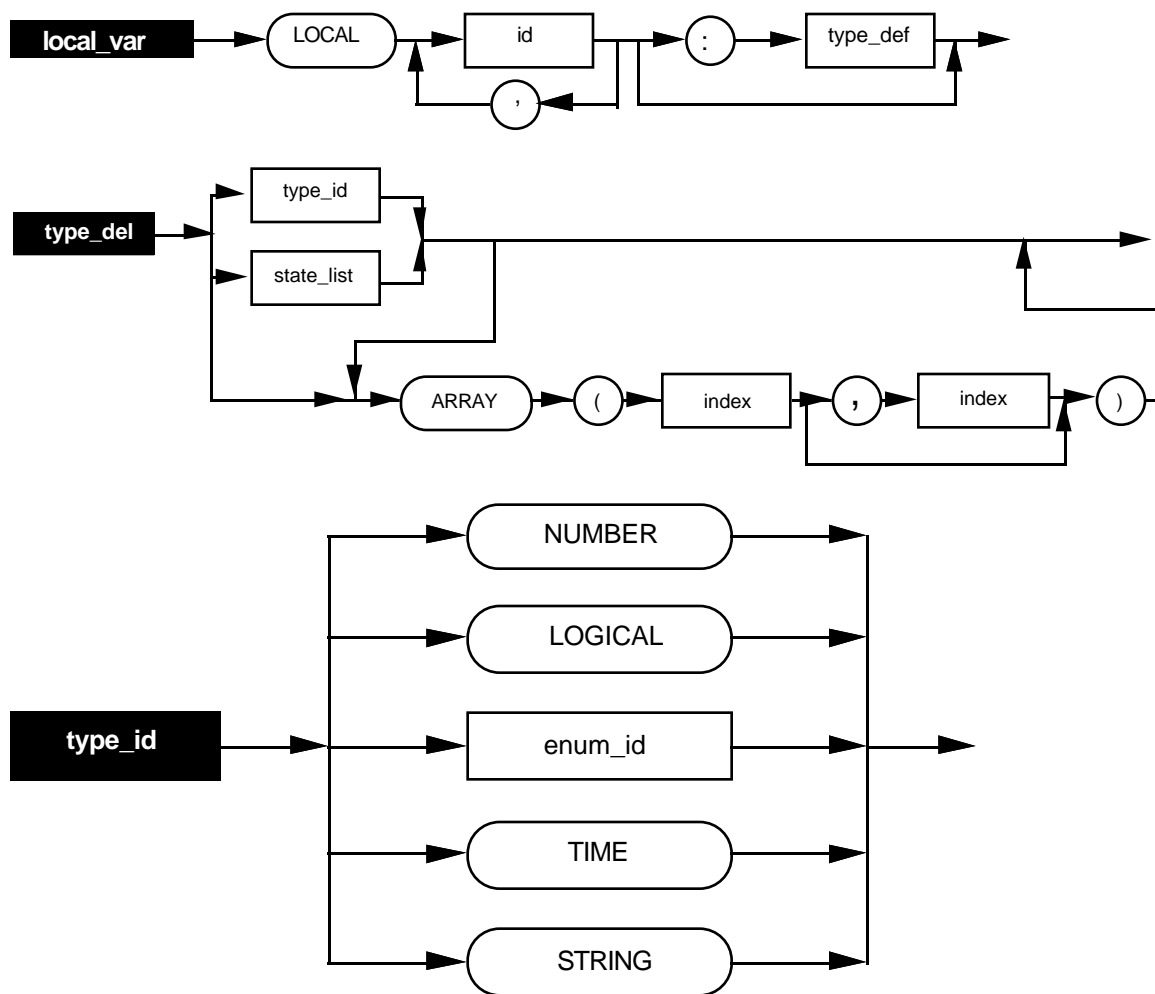 local_var LOCAL id : type_def
,
type_id
type_del
state_list
ARRAY ( index , index )
NUMBER
LOGICAL
type_id enum_id
TIME
STRING